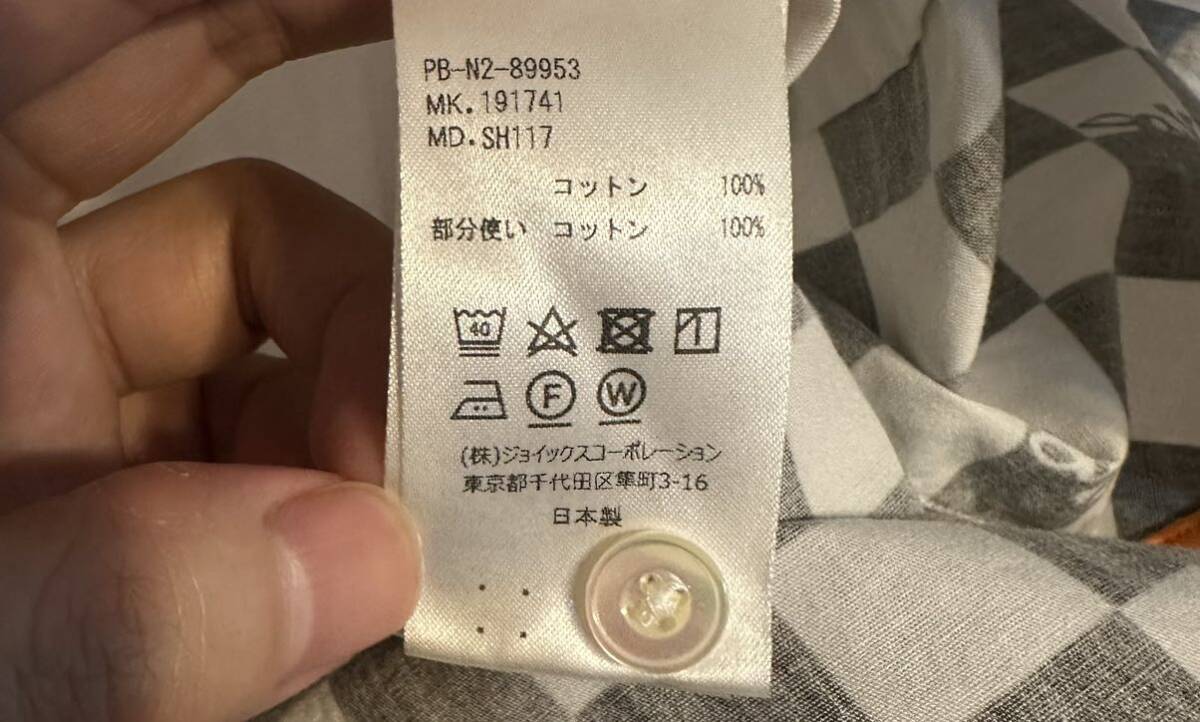 PB-N2-89953
MK.191741
MD.SH117
コットン 100%
部分使い コットン 100%
40
F W
(株)ジョイックスコーポレーション
東京都千代田区隼町3-16
日本製